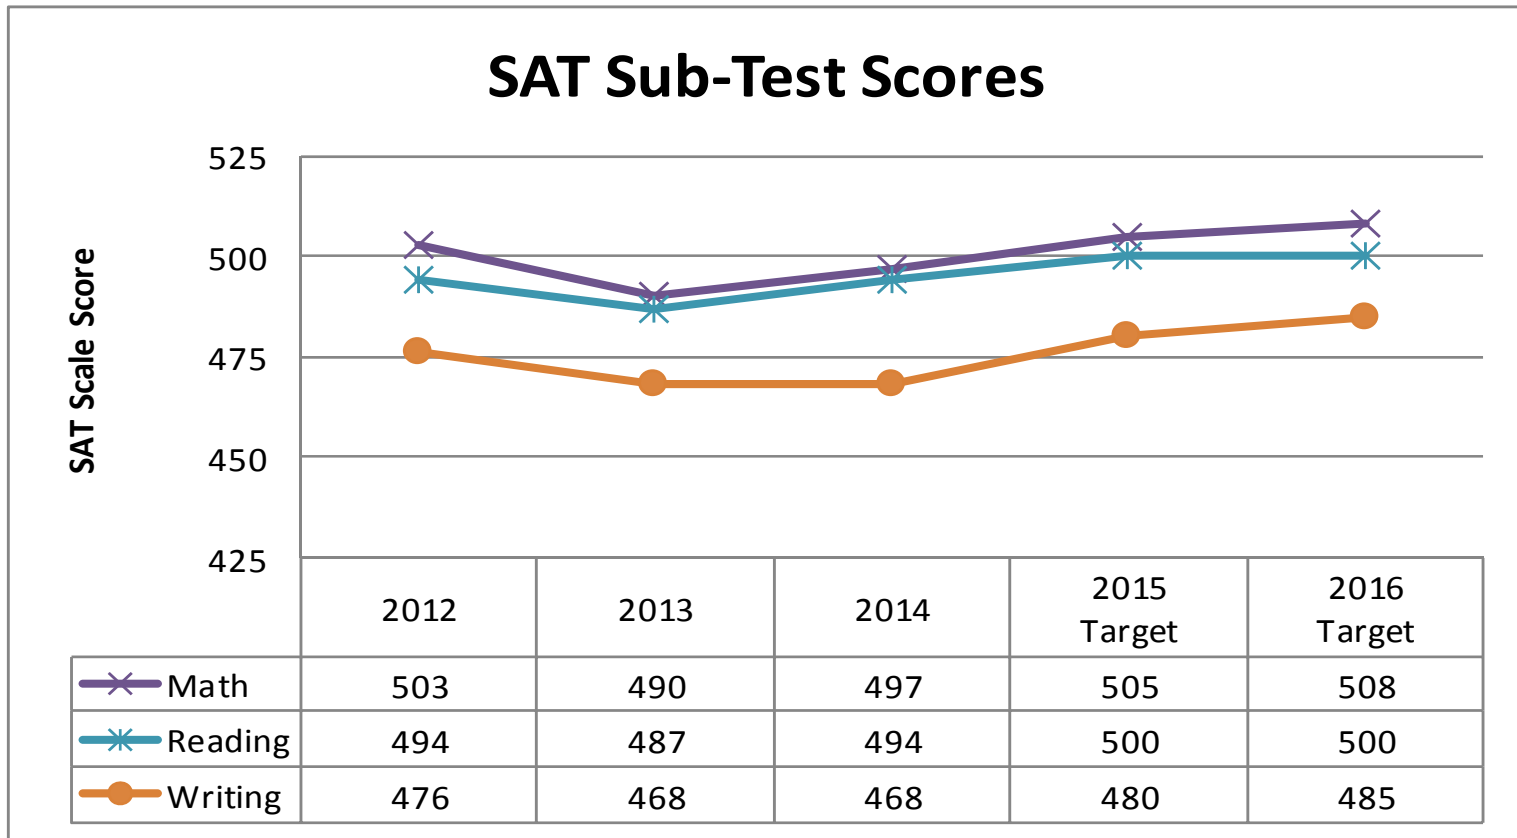 SAT Sub-Test Scores
SAT Scale Score
525
500
475
450
425
2012 2013 2014 2015 Target 2016 Target
Math 503 490 497 505 508
Reading 494 487 494 500 500
Writing 476 468 468 480 485